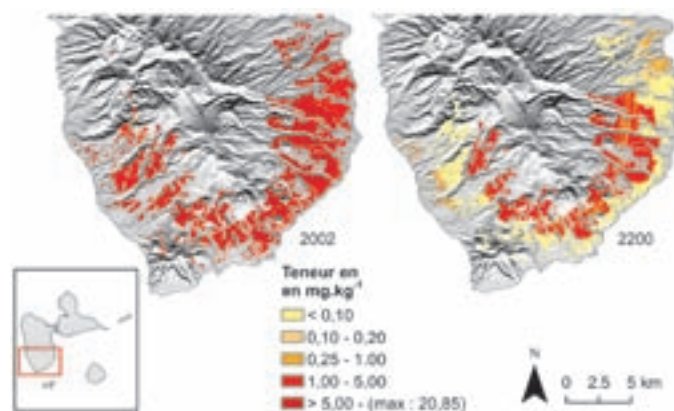 2002
2200
Teneur en
en mg.kg-1
< 0,10
0,10 - 0,20
0,25 - 1.00
1,00 - 5,00
> 5,00 - (max : 20,85)
N
0 2.5 5 km